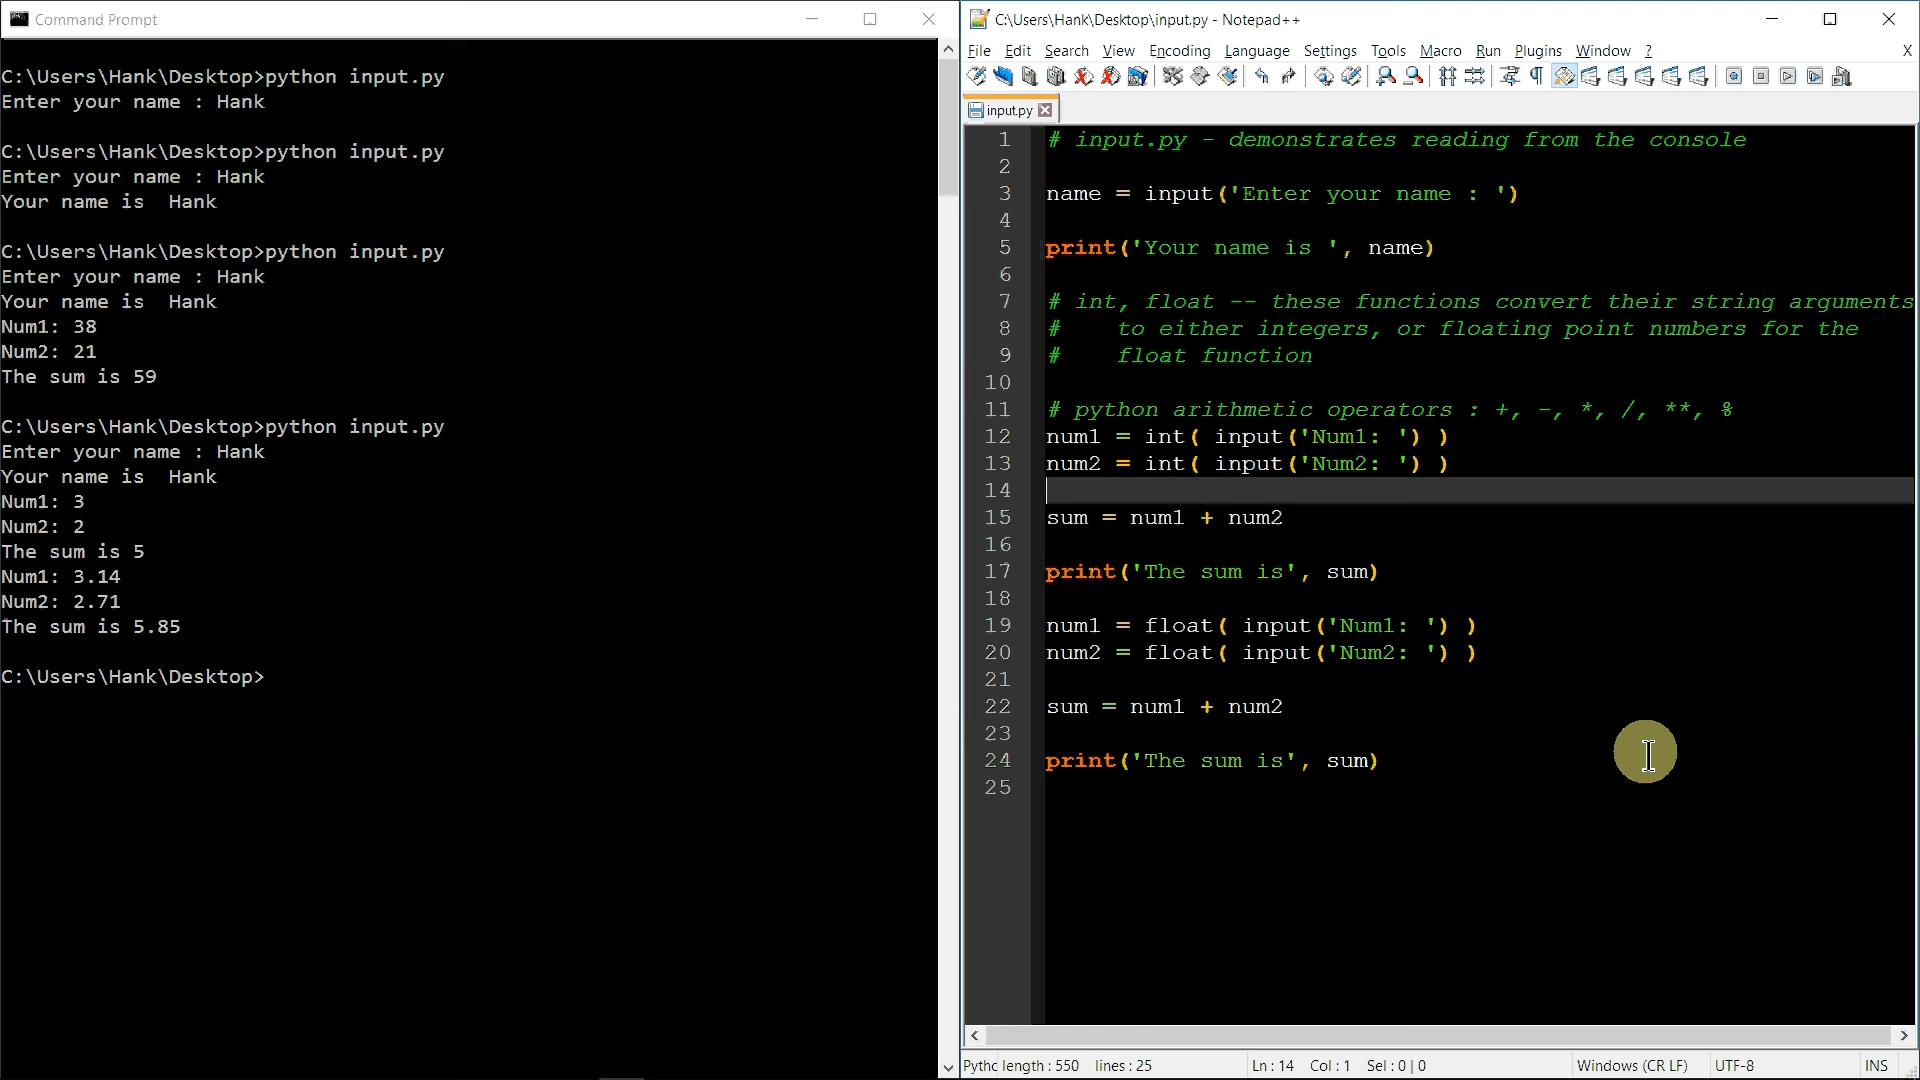 Command Prompt
C:\Users\Hank\Desktop>python input.py
Enter your name : Hank
C:\Users\Hank\Desktop>python input.py
Enter your name : Hank
Your name is  Hank
C:\Users\Hank\Desktop>python input.py
Enter your name : Hank
Your name is  Hank
Num1: 38
Num2: 21
The sum is 59
C:\Users\Hank\Desktop>python input.py
Enter your name : Hank
Your name is  Hank
Num1: 3
Num2: 2
The sum is 5
Num1: 3.14
Num2: 2.71
The sum is 5.85
C:\Users\Hank\Desktop>
C:\Users\Hank\Desktop\input.py - Notepad++
File Edit Search View Encoding Language Settings Tools Macro Run Plugins Window ? X
input.py
1 # input.py - demonstrates reading from the console
2
3 name = input('Enter your name : ')
4
5 print('Your name is ', name)
6
7 # int, float -- these functions convert their string arguments
8 #    to either integers, or floating point numbers for the
9 #    float function
10
11 # python arithmetic operators : +, -, *, /, **, %
12 num1 = int( input('Num1: ') )
13 num2 = int( input('Num2: ') )
14
15 sum = num1 + num2
16
17 print('The sum is', sum)
18
19 num1 = float( input('Num1: ') )
20 num2 = float( input('Num2: ') )
21
22 sum = num1 + num2
23
24 print('The sum is', sum)
25
Pythc length : 550 lines : 25 Ln : 14 Col : 1 Sel : 0 | 0 Windows (CR LF) UTF-8 INS